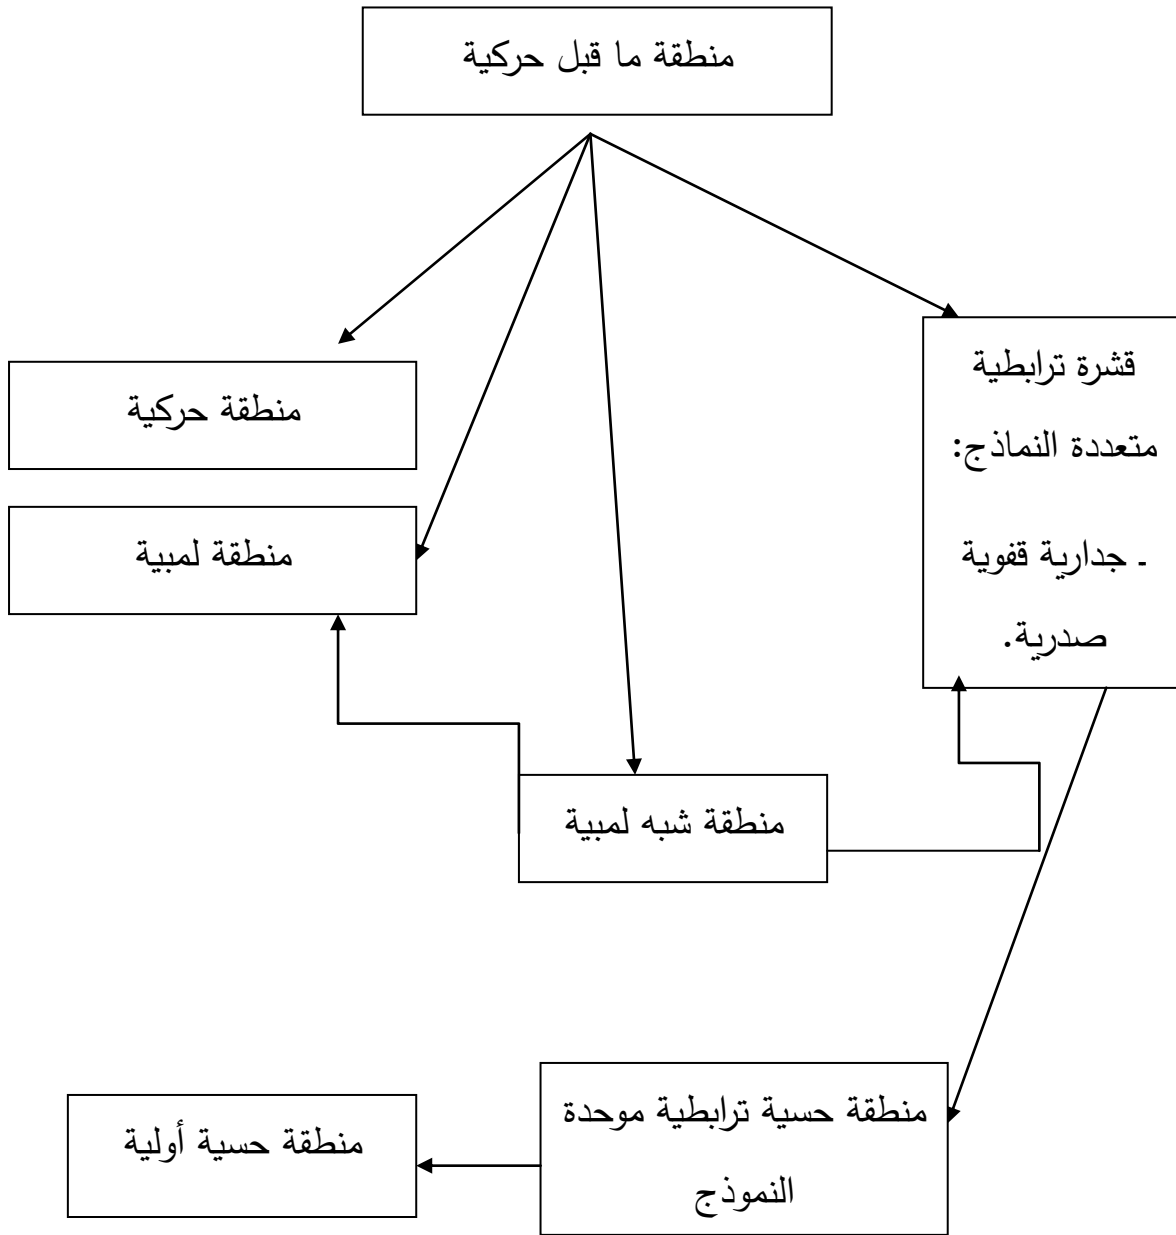 منطقة ما قبل حركية
قشرة ترابطية
متعددة النماذج:
ـ جدارية قفوية
صدرية.
منطقة حركية
منطقة لمبية
منطقة شبه لمبية
منطقة حسية ترابطية موحدة
النموذج
منطقة حسية أولية